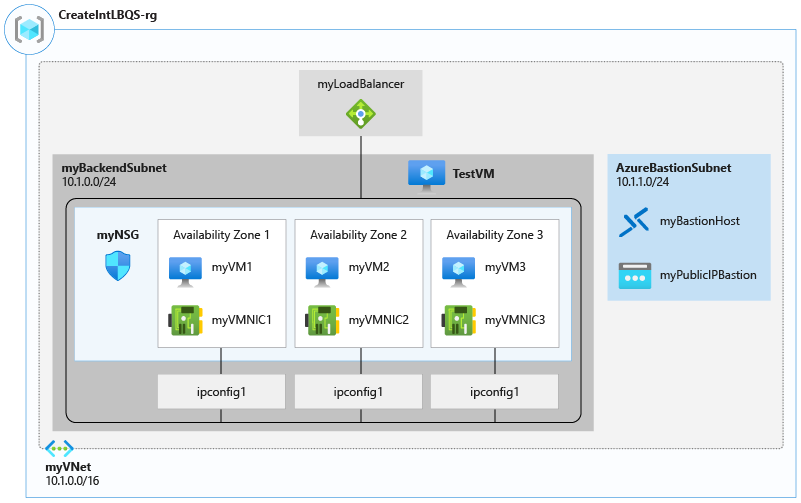 CreateIntLBQS-rg
myLoadBalancer
myBackendSubnet
10.1.0.0/24
TestVM
AzureBastionSubnet
10.1.1.0/24
myBastionHost
myPublicIPBastion
myNSG
Availability Zone 1
myVM1
myVMNIC1
Availability Zone 2
myVM2
myVMNIC2
Availability Zone 3
myVM3
myVMNIC3
ipconfig1
ipconfig1
ipconfig1
myVNet
10.1.0.0/16